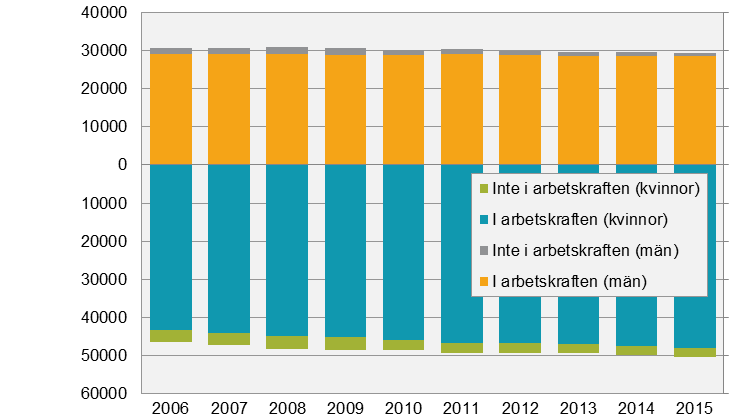 40000
30000
20000
10000
0
10000
20000
30000
40000
50000
60000
Inte i arbetskraften (kvinnor)
I arbetskraften (kvinnor)
Inte i arbetskraften (män)
I arbetskraften (män)
2006 2007 2008 2009 2010 2011 2012 2013 2014 2015